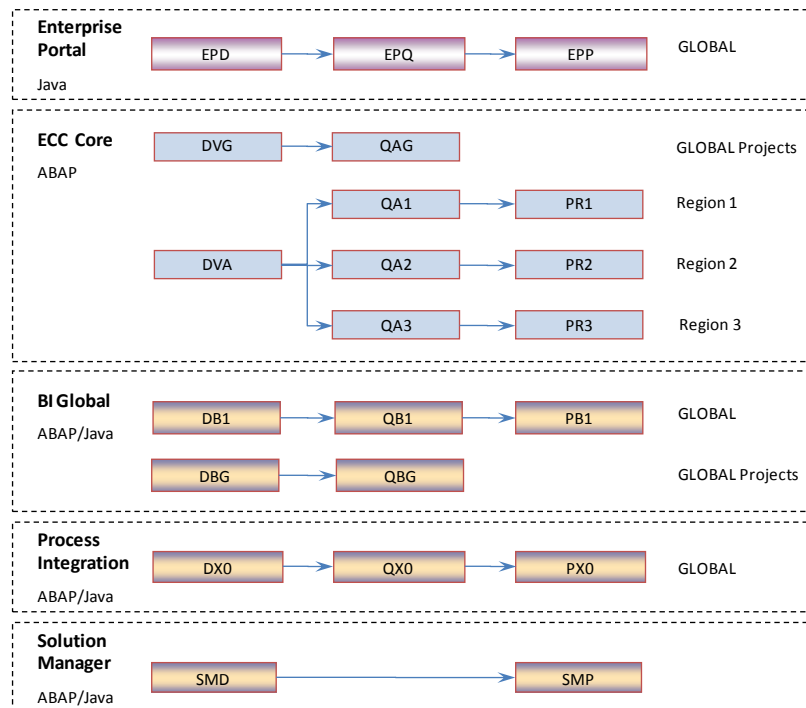 Enterprise
Portal
Java
EPD
EPQ
EPP
GLOBAL
ECC Core
ABAP
DVG
QAG
GLOBAL Projects
QA1
PR1
Region 1
DVA
QA2
PR2
Region 2
QA3
PR3
Region 3
BI Global
ABAP/Java
DB1
QB1
PB1
GLOBAL
DBG
QBG
GLOBAL Projects
Process
Integration
ABAP/Java
DX0
QX0
PX0
GLOBAL
Solution
Manager
ABAP/Java
SMD
SMP